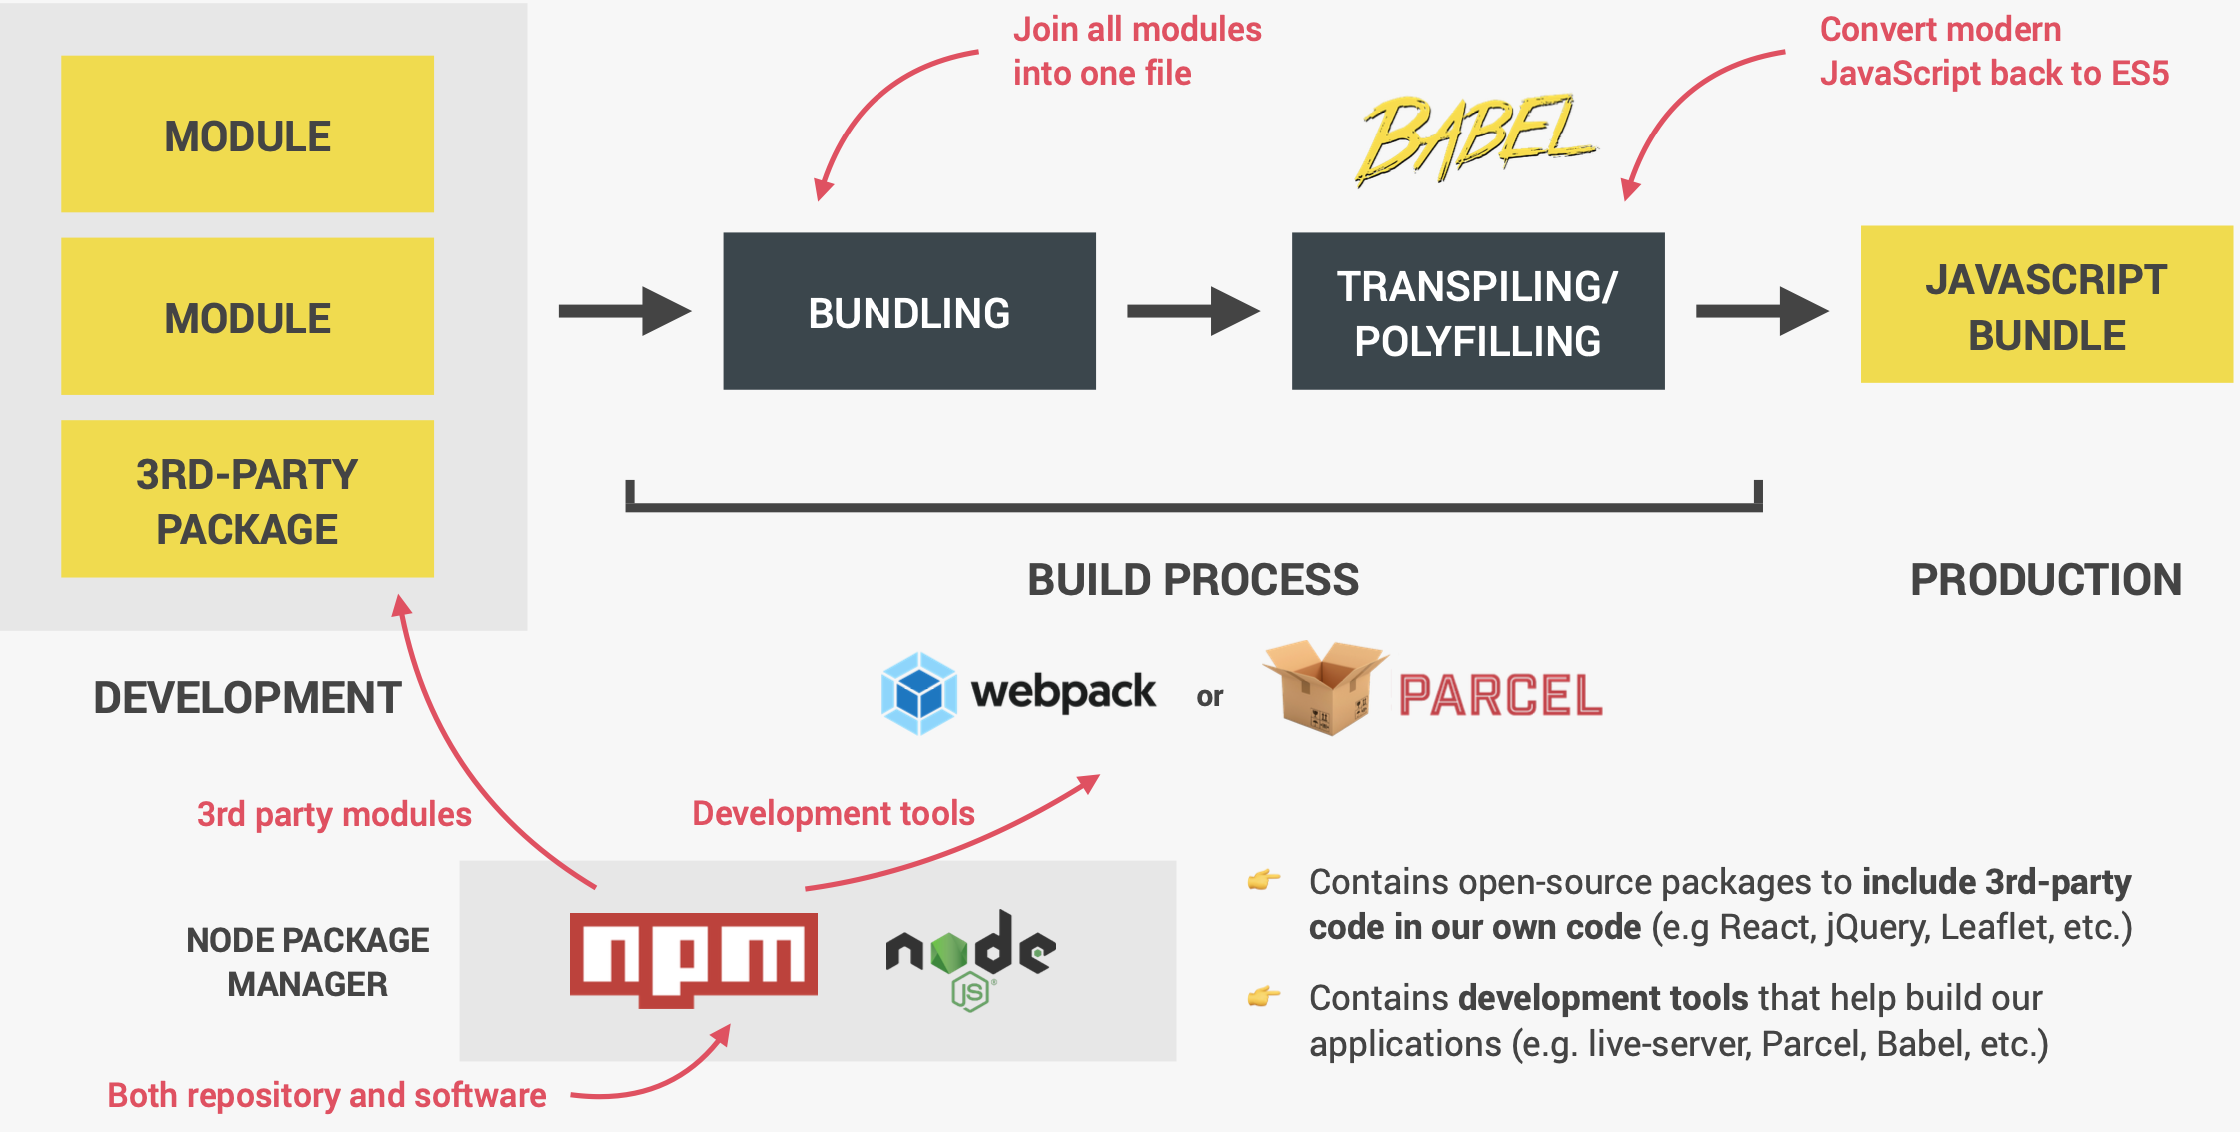 Join all modules
into one file
Convert modern
JavaScript back to ES5
BABEL
MODULE
MODULE
3RD-PARTY
PACKAGE
BUNDLING
TRANSPILING/
POLYFILLING
JAVASCRIPT
BUNDLE
DEVELOPMENT
BUILD PROCESS
PRODUCTION
webpack or PARCEL
3rd party modules
Development tools
NODE PACKAGE
MANAGER
npm
node
JS®
Both repository and software
👉 Contains open-source packages to include 3rd-party
code in our own code (e.g React, jQuery, Leaflet, etc.)
👉 Contains development tools that help build our
applications (e.g. live-server, Parcel, Babel, etc.)